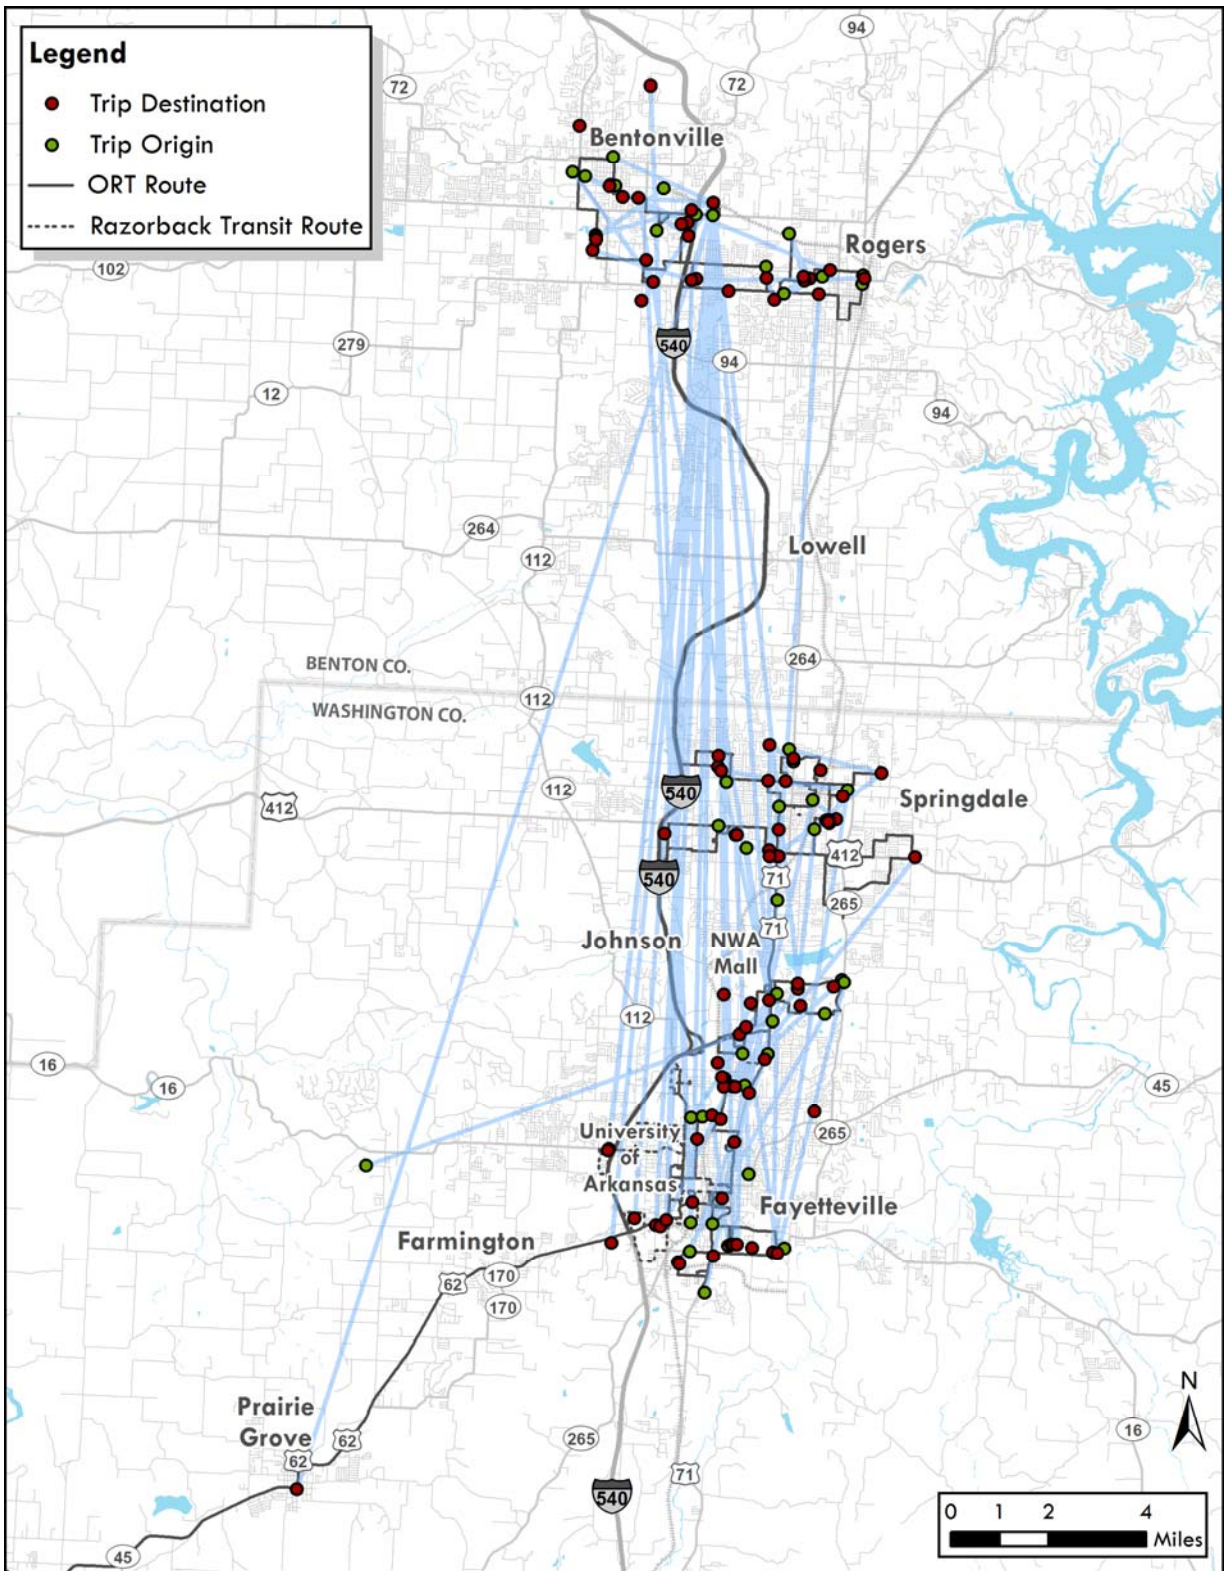 Legend
Trip Destination
Trip Origin
ORT Route
Razorback Transit Route
94
72
72
Bentonville
Rogers
102
279
540
94
12
94
264
112
Lowell
264
BENTON CO.
WASHINGTON CO.
112
112
540
412
Springdale
412
540
71
265
71
Johnson
NWA
Mall
112
16
16
45
265
University
of
Arkansas
Fayetteville
Farmington
170
62
170
Prairie
Grove
62
62
265
71
16
N
540
45
0 1 2 4
Miles